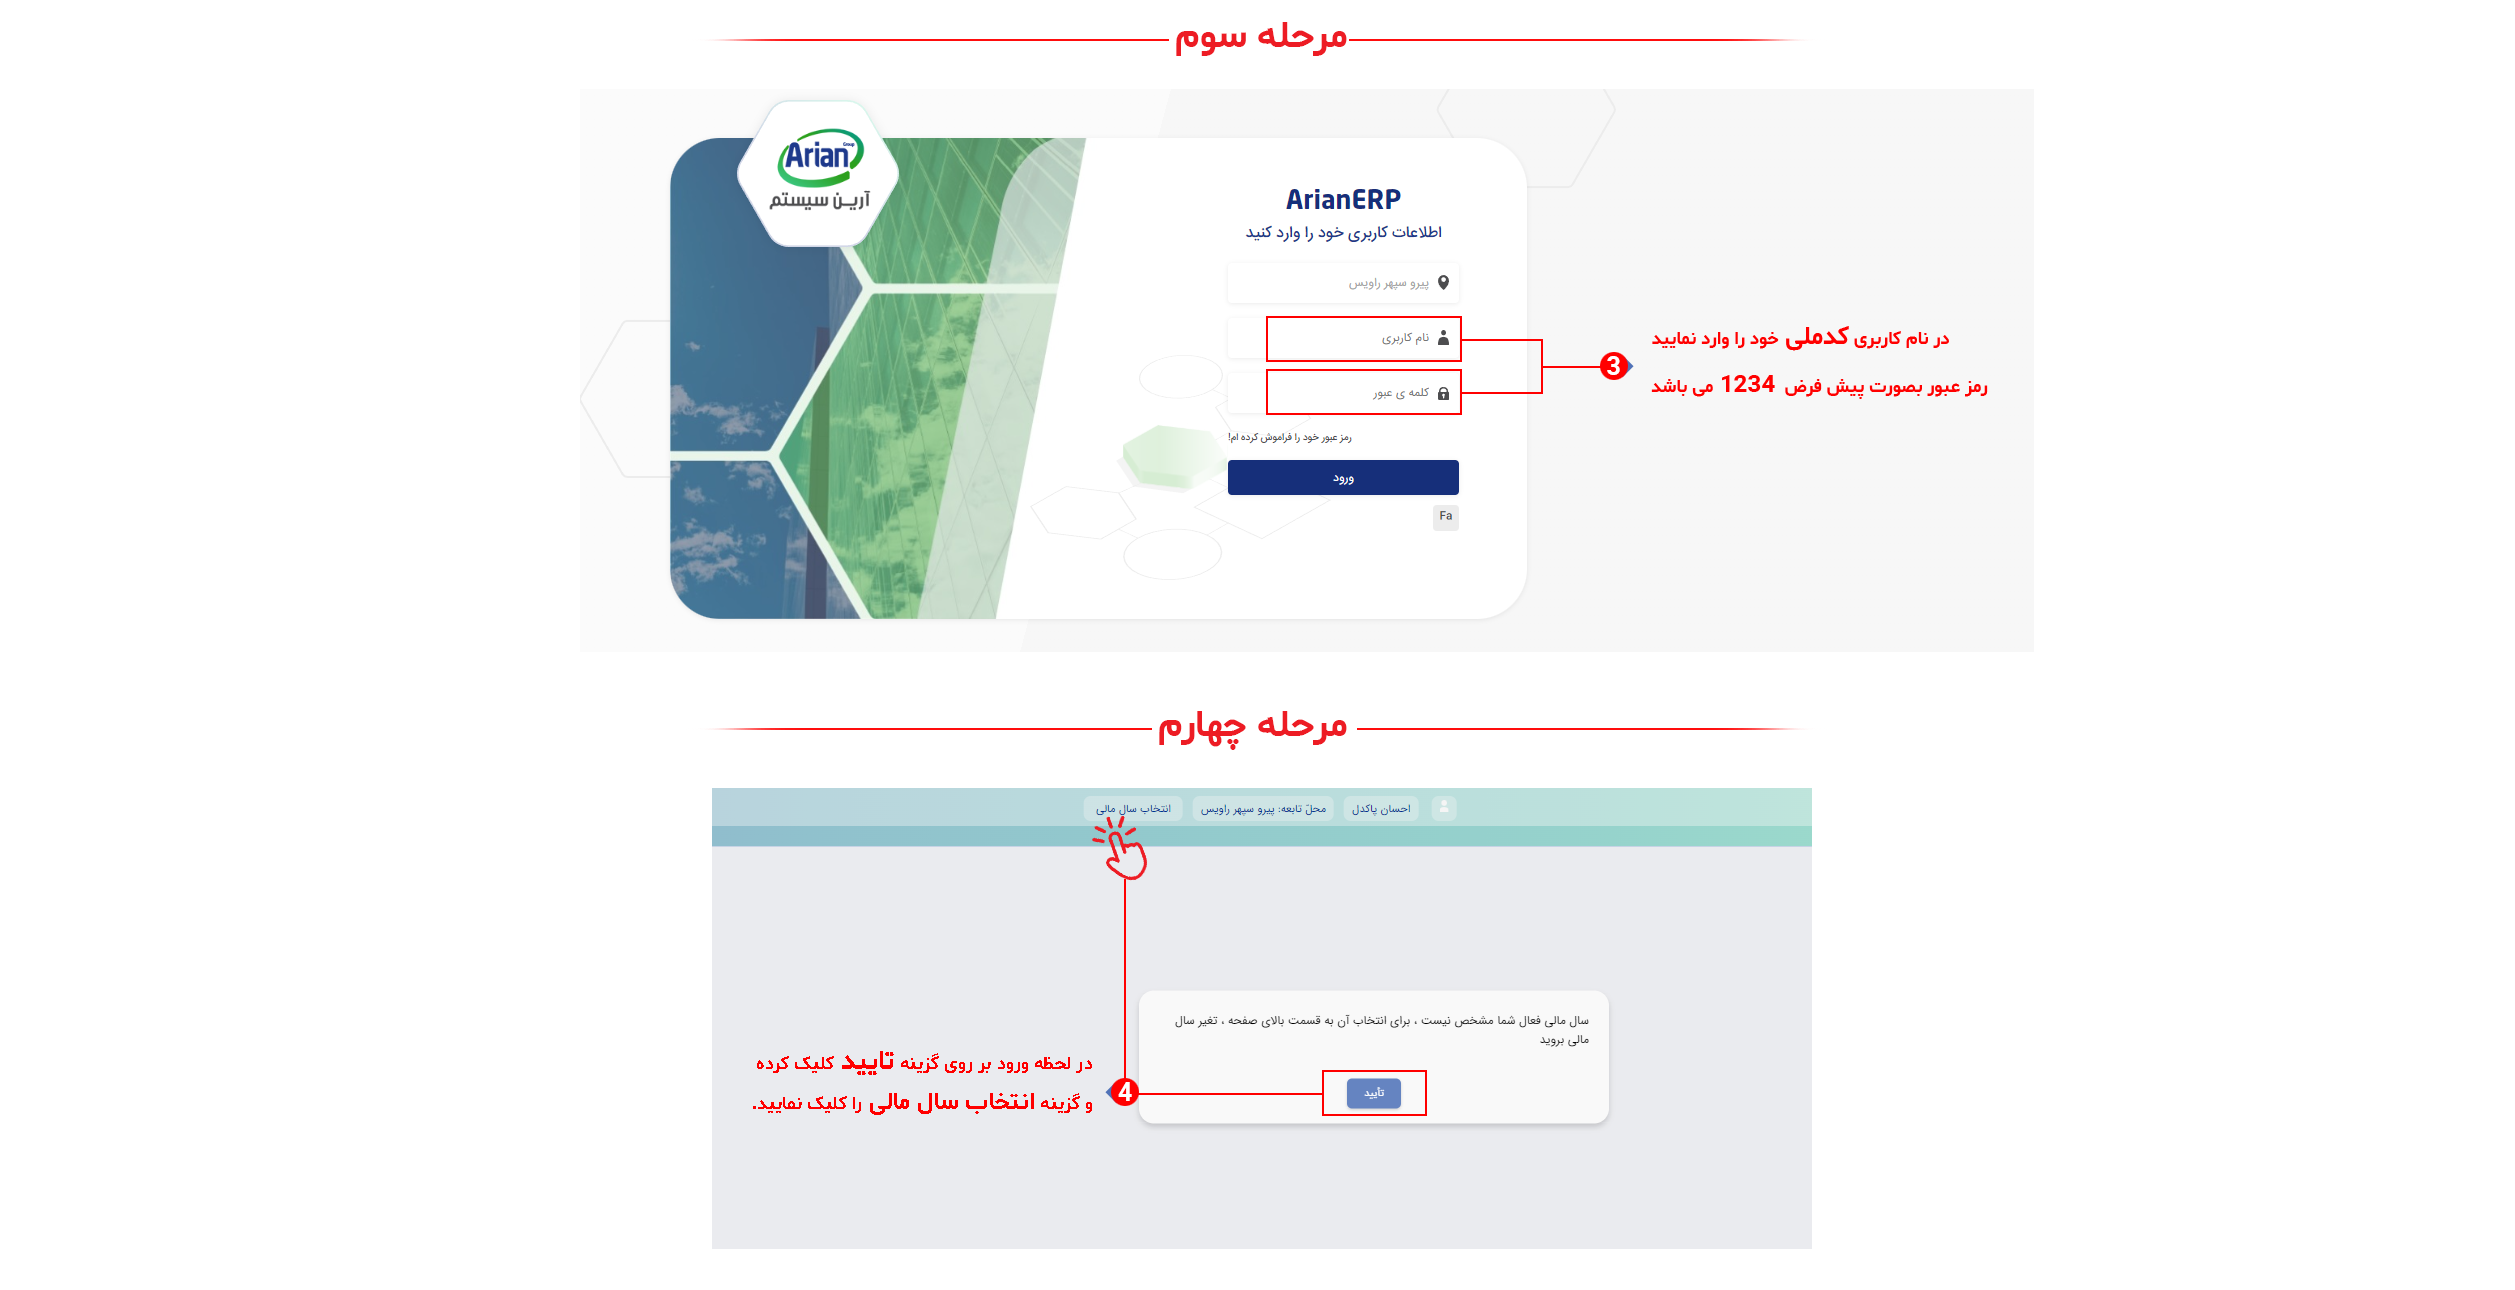 مرحله سوم
Arian Group
آرین سیستم
ArianERP
اطلاعات کاربری خود را وارد کنید
پیرو سپهر راویس
نام کاربری
کلمه ی عبور
رمز عبور خود را فراموش کرده ام!
ورود
Fa
3
در نام کاربری کدملی خود را وارد نمایید
رمز عبور بصورت پیش فرض 1234 می باشد
مرحله چهارم
احسان پاکدل
محلّ تابعه: پیرو سپهر راویس
انتخاب سال مالی
سال مالی فعال شما مشخص نیست ، برای انتخاب آن به قسمت بالای صفحه ، تغیر سال
مالی بروید
تأیید
4
در لحظه ورود بر روی گزینه تایید کلیک کرده
و گزینه انتخاب سال مالی را کلیک نمایید.